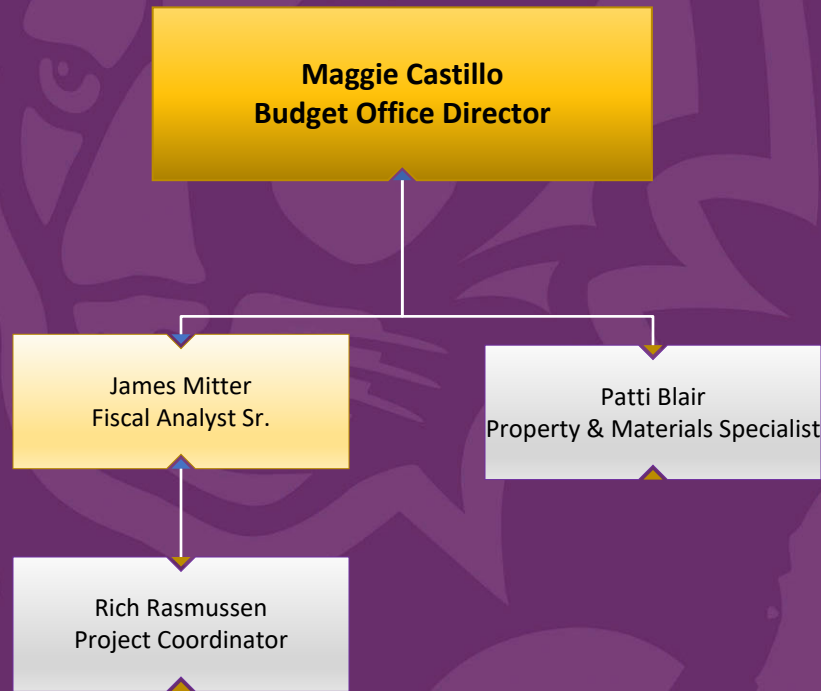 Maggie Castillo
Budget Office Director
James Mitter
Fiscal Analyst Sr.
Patti Blair
Property & Materials Specialist
Rich Rasmussen
Project Coordinator